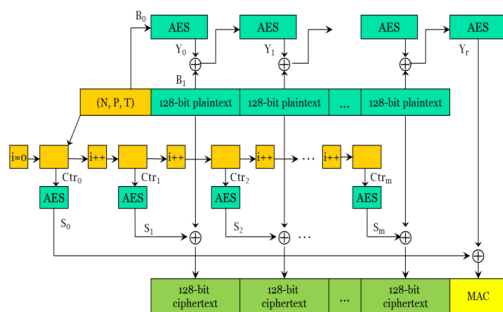 B0
AES AES AES AES
Y0 Y1 Yr
B1
(N, P, T) 128-bit plaintext 128-bit plaintext ... 128-bit plaintext
i=0 i++ i++ i++ ... i++
Ctr0 Ctr1 Ctr2 Ctrm
AES AES AES AES
S0 S1 S2 ... Sm
128-bit 128-bit ... 128-bit MAC
ciphertext ciphertext ciphertext